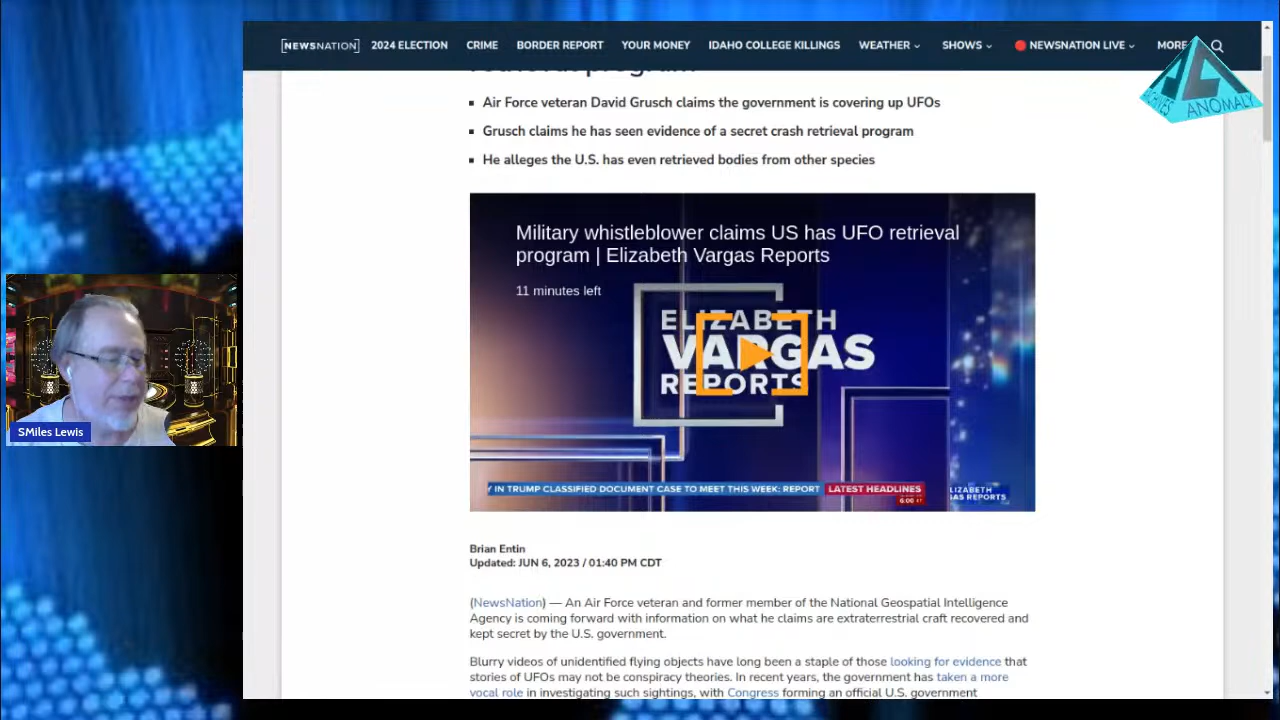 [NEWSNATION] 2024 ELECTION CRIME BORDER REPORT YOUR MONEY IDAHO COLLEGE KILLINGS WEATHER SHOWS NEWSNATION LIVE MORE
ARCHIVES ANOMALY
program
Air Force veteran David Grusch claims the government is covering up UFOs
Grusch claims he has seen evidence of a secret crash retrieval program
He alleges the U.S. has even retrieved bodies from other species
Military whistleblower claims US has UFO retrieval
program | Elizabeth Vargas Reports
11 minutes left
ELIZABETH
VARGAS
REPORTS
SMiles Lewis
Y IN TRUMP CLASSIFIED DOCUMENT CASE TO MEET THIS WEEK: REPORT LATEST HEADLINES
6:00
LIZABETH
GAS REPORTS
Brian Entin
Updated: JUN 6, 2023 / 01:40 PM CDT
(NewsNation) — An Air Force veteran and former member of the National Geospatial Intelligence
Agency is coming forward with information on what he claims are extraterrestrial craft recovered and
kept secret by the U.S. government.
Blurry videos of unidentified flying objects have long been a staple of those looking for evidence that
stories of UFOs may not be conspiracy theories. In recent years, the government has taken a more
vocal role in investigating such sightings, with Congress forming an official U.S. government